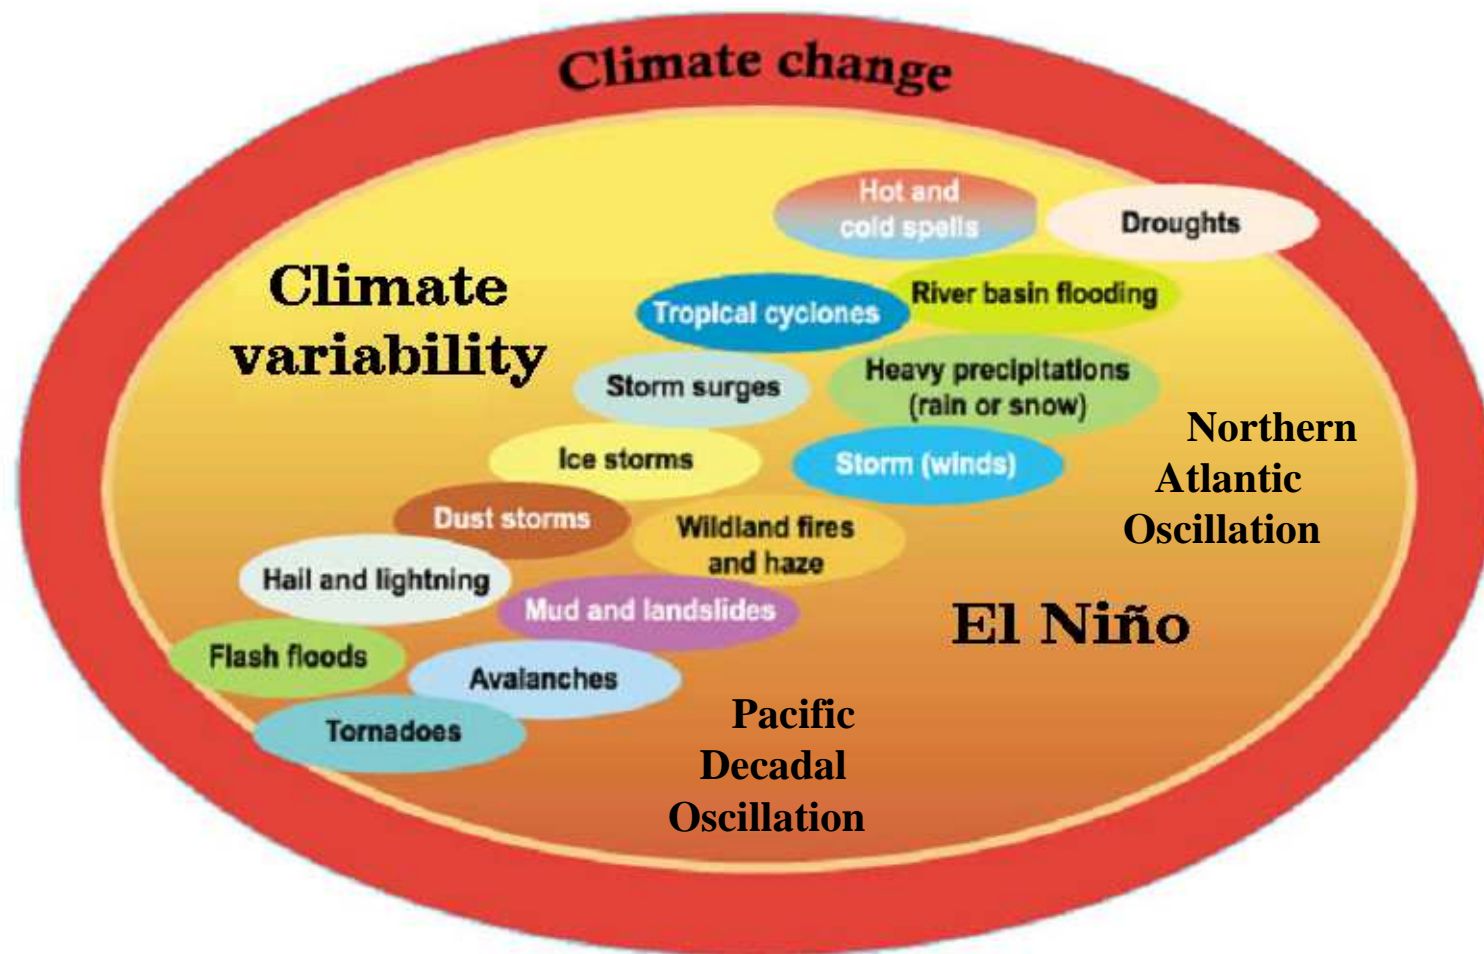 Climate change
Hot and
cold spells
Droughts
Climate
variability
Tropical cyclones
River basin flooding
Storm surges
Heavy precipitations
(rain or snow)
Northern
Atlantic
Oscillation
Ice storms
Storm (winds)
Dust storms
Wildland fires
and haze
Hail and lightning
Mud and landslides
El Niño
Flash floods
Avalanches
Tornadoes
Pacific
Decadal
Oscillation